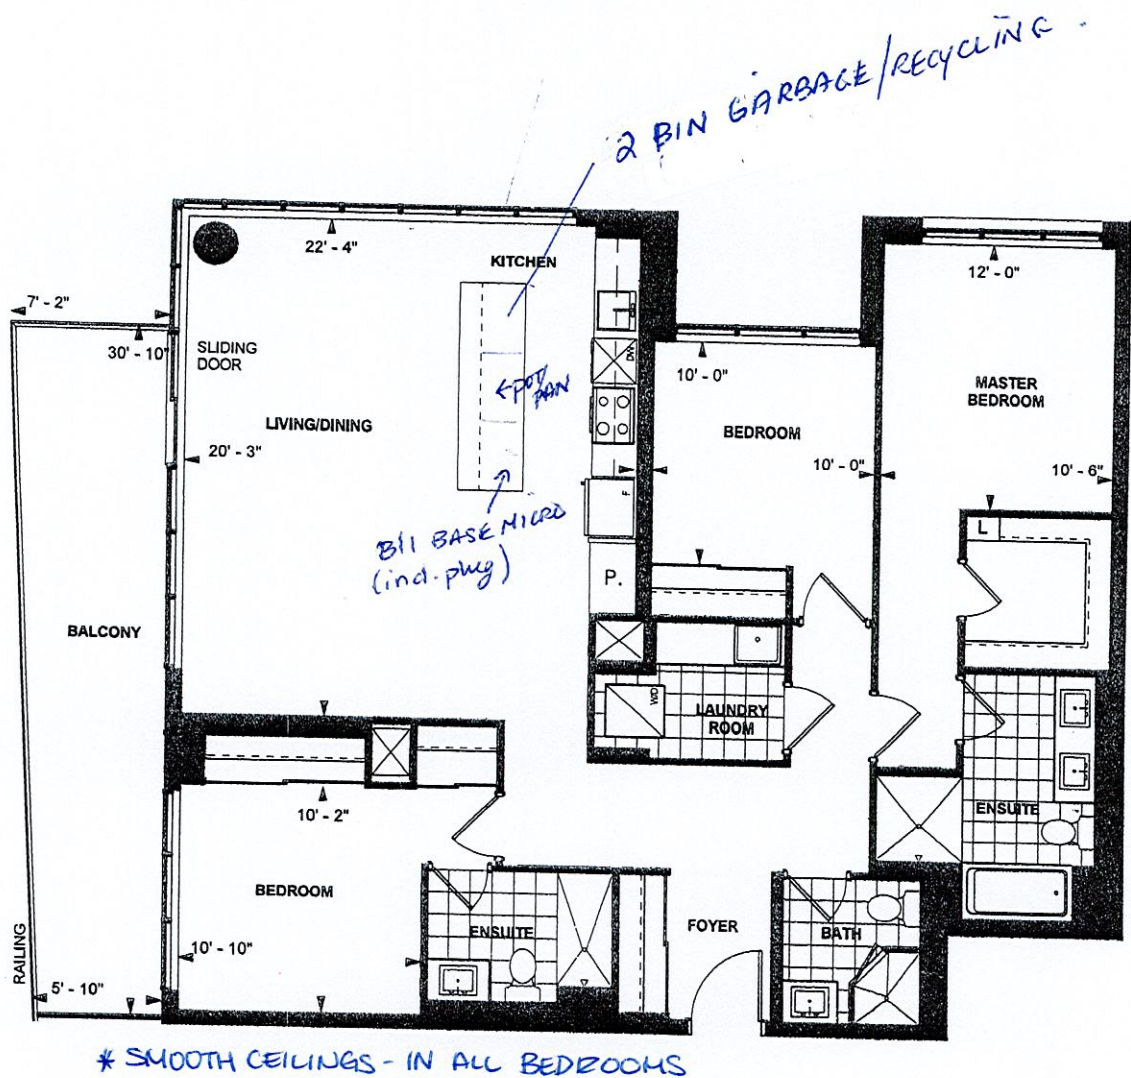 2 BIN GARBAGE/RECYCLING
22' - 4"
KITCHEN
12' - 0"
7' - 2"
30' - 10"
SLIDING
DOOR
DW
10' - 0"
MASTER
BEDROOM
←POT/
PAN
LIVING/DINING
BEDROOM
20' - 3"
10' - 0"
10' - 6"
F
B/I BASE MICRO
(incl. plug)
L
P.
BALCONY
W/D
LAUNDRY
ROOM
10' - 2"
ENSUITE
BEDROOM
ENSUITE
FOYER
BATH
10' - 10"
RAILING
5' - 10"
* SMOOTH CEILINGS - IN ALL BEDROOMS